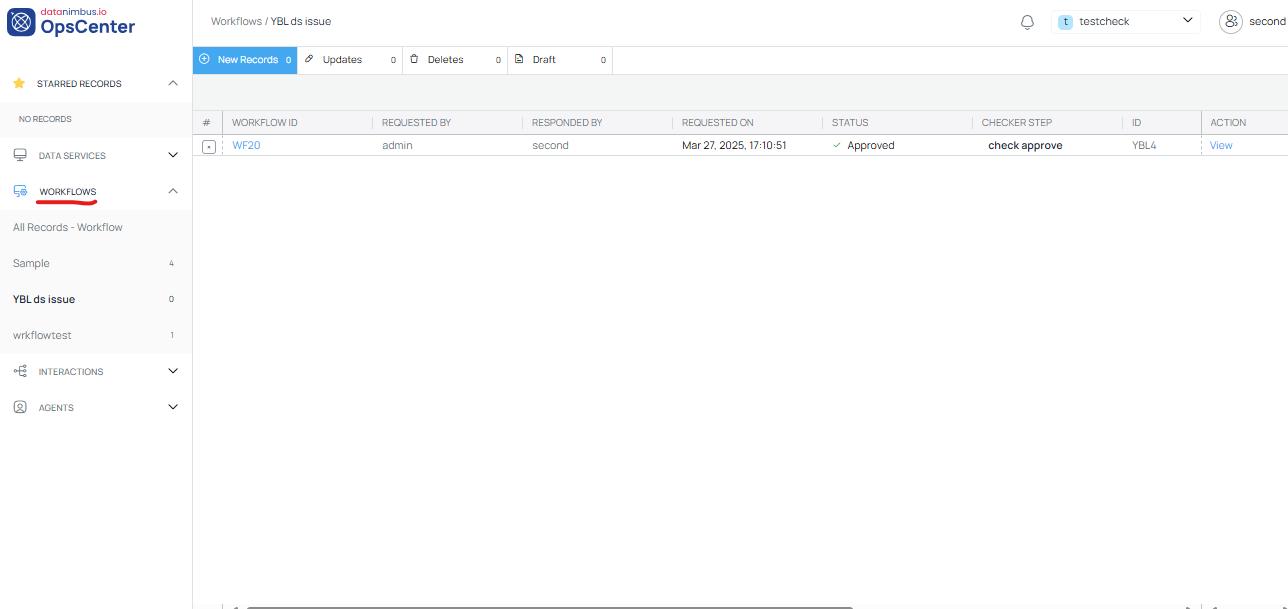 datanimbus.io
OpsCenter
Workflows / YBL ds issue
t testcheck
second
New Records 0
Updates 0
Deletes 0
Draft 0
STARRED RECORDS
NO RECORDS
DATA SERVICES
WORKFLOWS
All Records - Workflow
Sample 4
YBL ds issue 0
wrkflowtest 1
INTERACTIONS
AGENTS
# WORKFLOW ID REQUESTED BY RESPONDED BY REQUESTED ON STATUS CHECKER STEP ID ACTION
WF20 admin second Mar 27, 2025, 17:10:51 Approved check approve YBL4 View